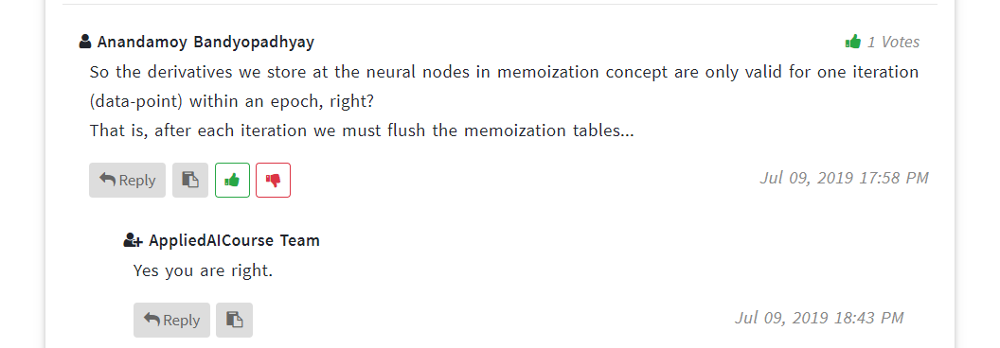 Anandamoy Bandyopadhyay
1 Votes
So the derivatives we store at the neural nodes in memoization concept are only valid for one iteration
(data-point) within an epoch, right?
That is, after each iteration we must flush the memoization tables...
Reply
Jul 09, 2019 17:58 PM
AppliedAICourse Team
Yes you are right.
Reply
Jul 09, 2019 18:43 PM